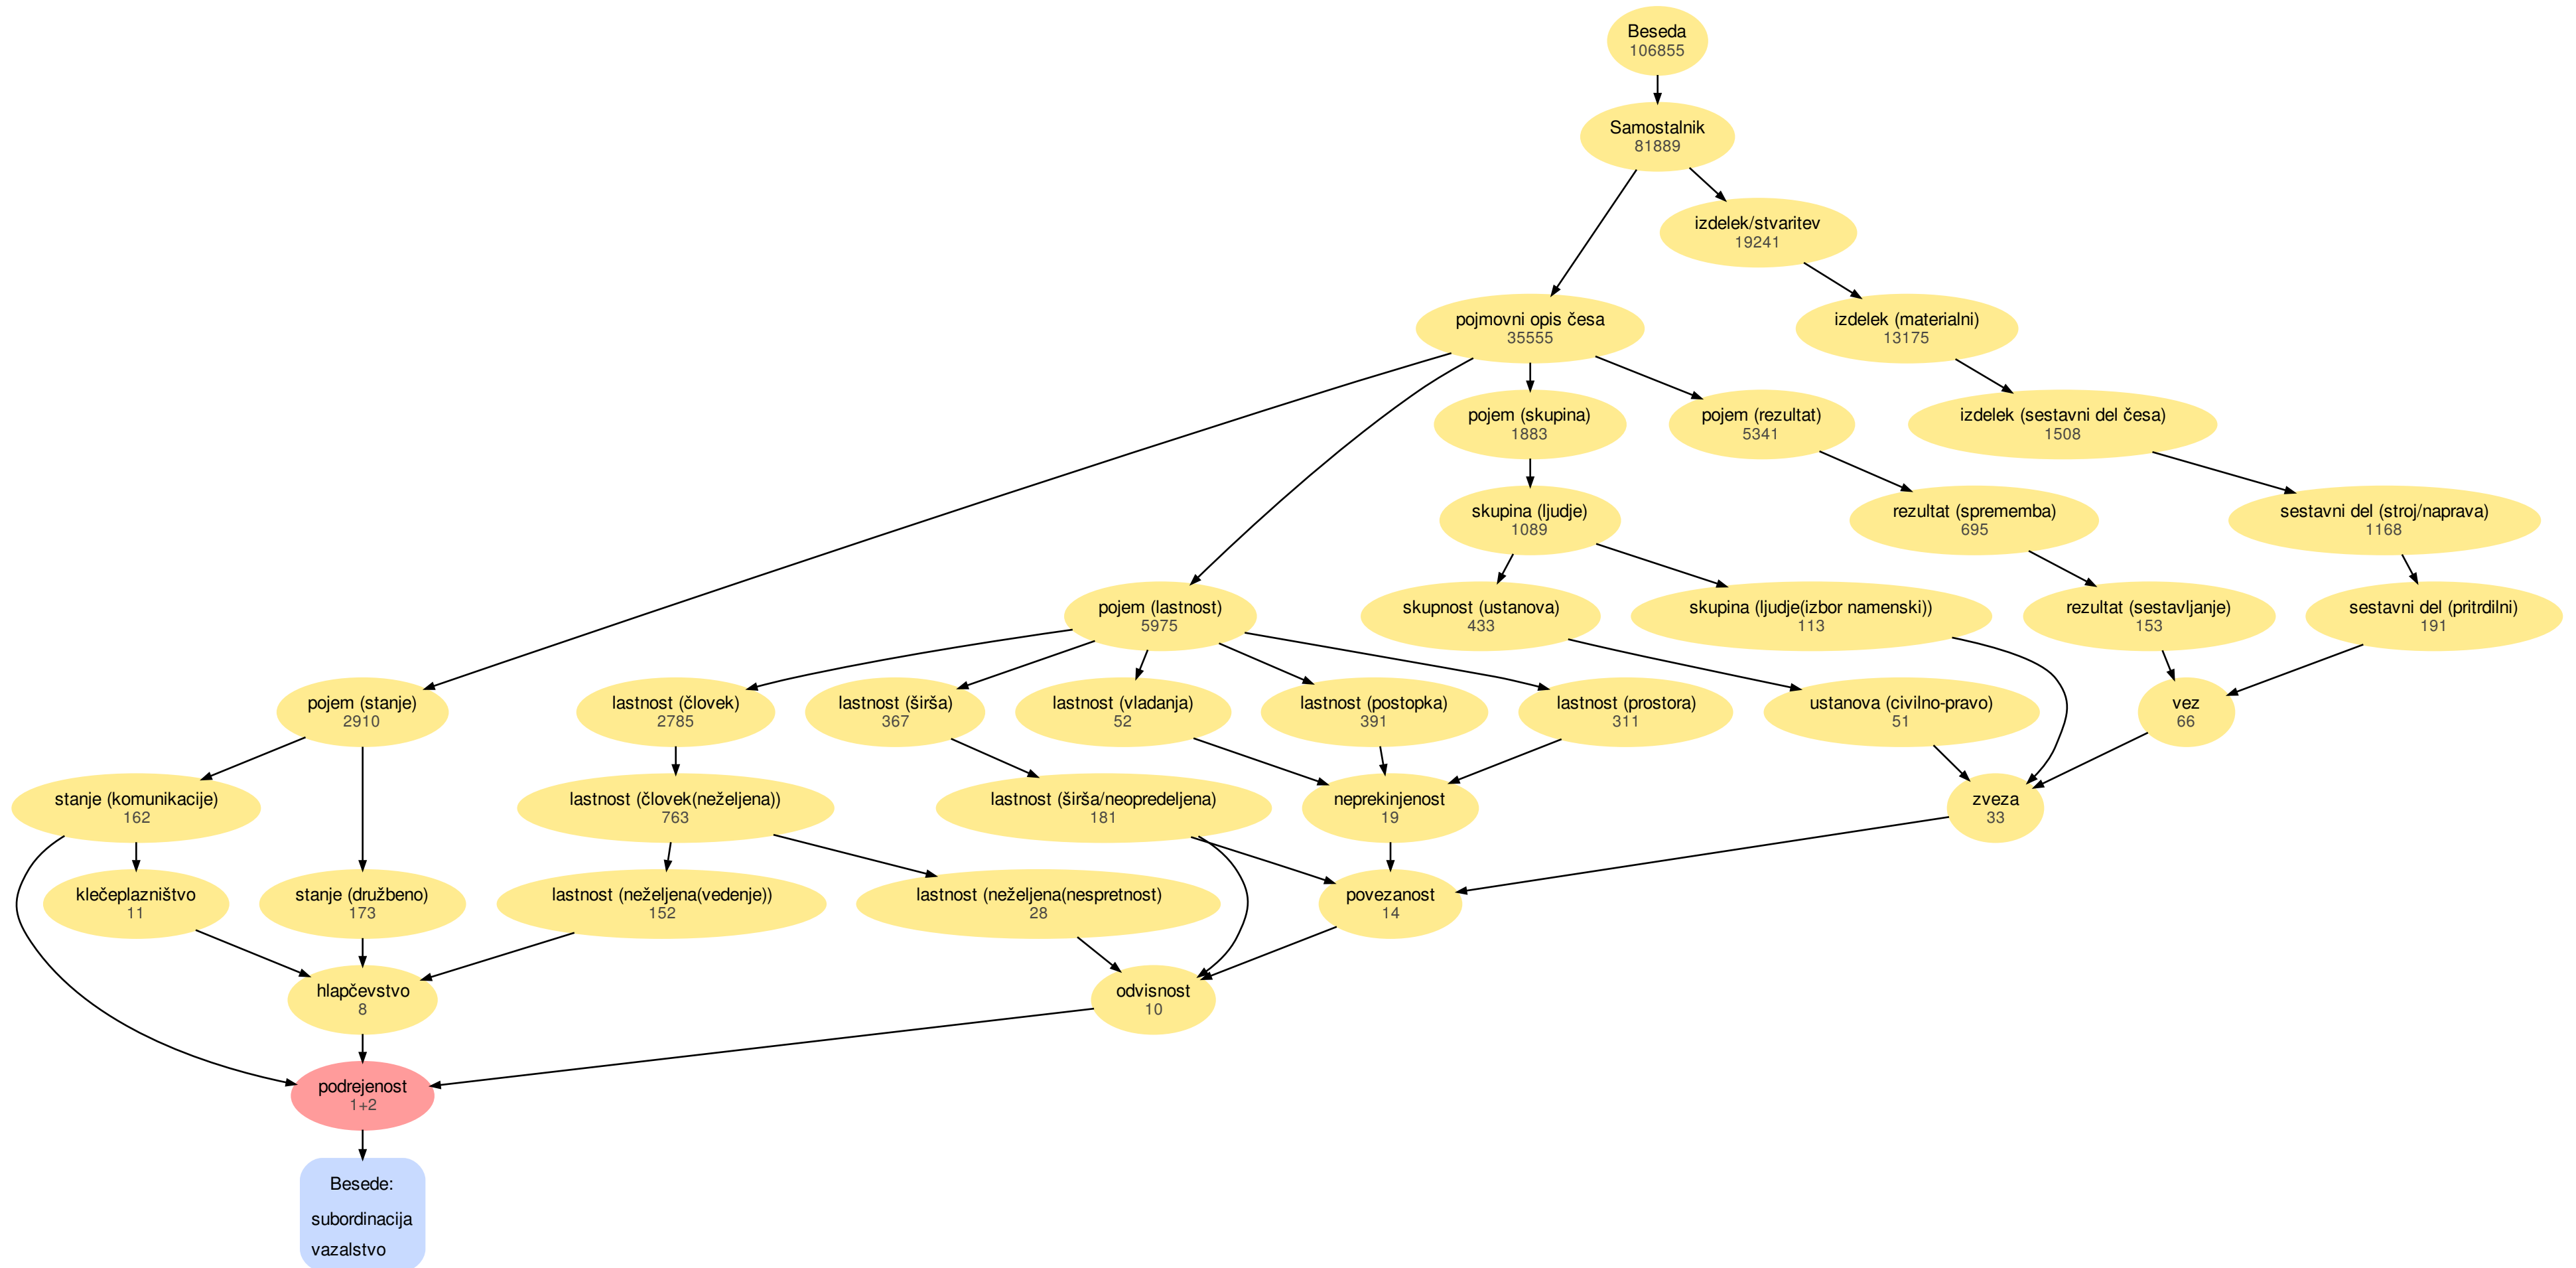 Beseda
106855
Samostalnik
81889
izdelek/stvaritev
19241
pojmovni opis česa
35555
izdelek (materialni)
13175
pojem (skupina)
1883
pojem (rezultat)
5341
izdelek (sestavni del česa)
1508
skupina (ljudje)
1089
rezultat (sprememba)
695
sestavni del (stroj/naprava)
1168
pojem (lastnost)
5975
skupnost (ustanova)
433
skupina (ljudje(izbor namenski))
113
rezultat (sestavljanje)
153
sestavni del (pritrdilni)
191
pojem (stanje)
2910
lastnost (človek)
2785
lastnost (širša)
367
lastnost (vladanja)
52
lastnost (postopka)
391
lastnost (prostora)
311
ustanova (civilno-pravo)
51
vez
66
stanje (komunikacije)
162
lastnost (človek(neželjena))
763
lastnost (širša/neopredeljena)
181
neprekinjenost
19
zveza
33
klečeplazništvo
11
stanje (družbeno)
173
lastnost (neželjena(vedenje))
152
lastnost (neželjena(nespretnost)
28
povezanost
14
hlapčevstvo
8
odvisnost
10
podrejenost
1+2
Besede:
subordinacija
vazalstvo